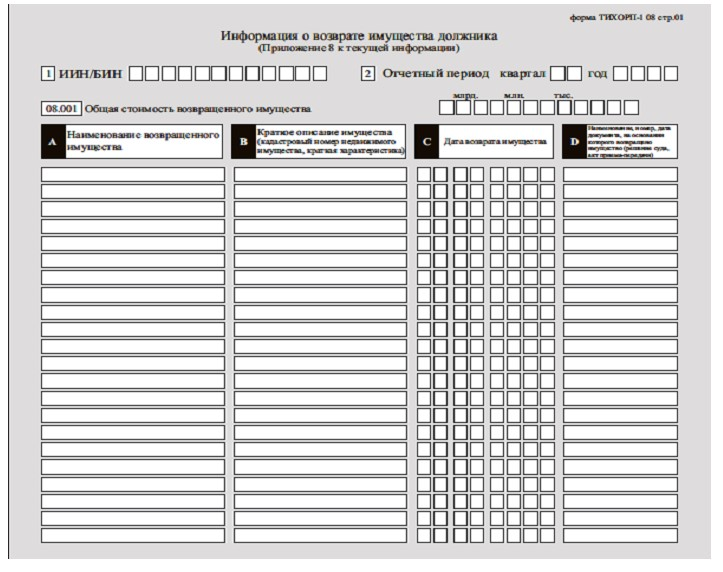 форма ТИХОРП-1 08 стр.01
Информация о возврате имущества должника
(Приложение 8 к текущей информации)
1 ИИН/БИН 2 Отчетный период квартал год
млрд. млн. тыс.
08.001 Общая стоимость возвращенного имущества
A Наименование возвращенного
имущества
B Краткое описание имущества
(кадастровый номер недвижимого
имущества, краткая характеристика)
C Дата возврата имущества
D Наименование, номер, дата
документа, на основании
которого возвращено
имущество (решение суда,
акт приема-передачи)